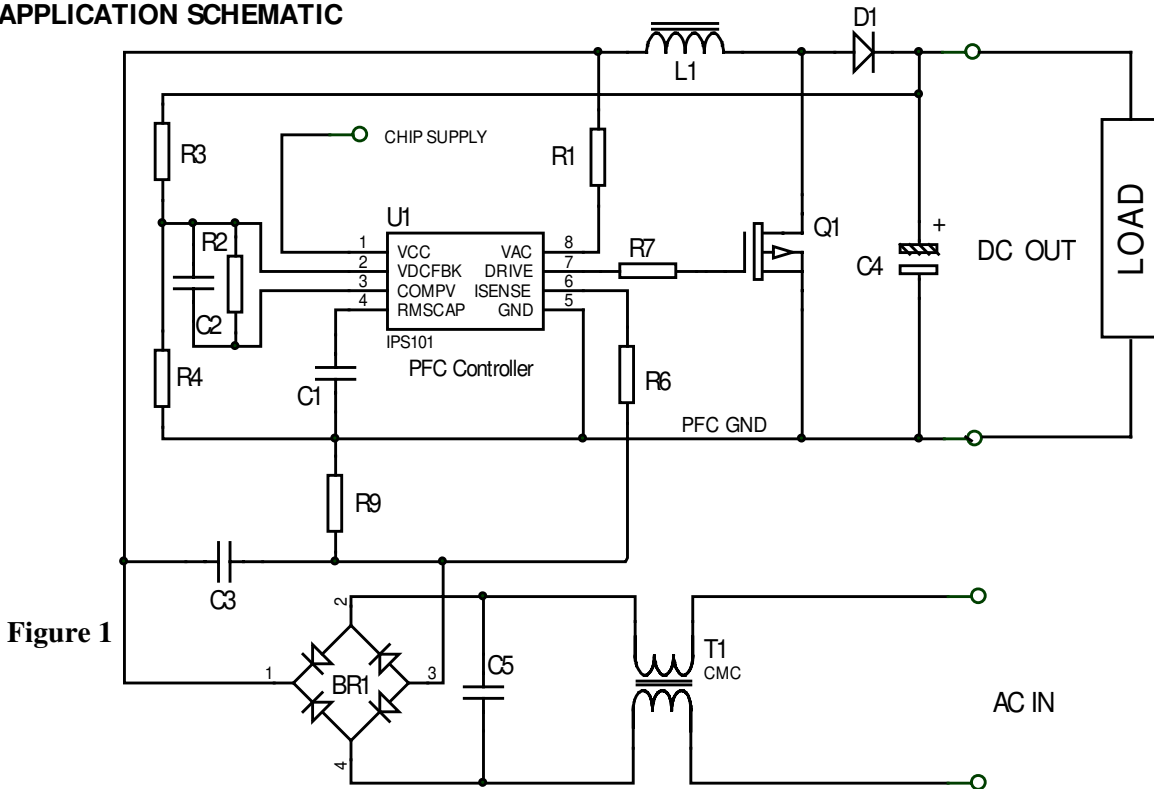 APPLICATION SCHEMATIC
D1
L1
CHIP SUPPLY
R3
R1
U1
R2
1 VCC VAC 8
2 VDCFBK DRIVE 7
3 COMPV ISENSE 6
4 RMSCAP GND 5
R7
Q1
+
C4
DC OUT
LOAD
C2
IPS101
PFC Controller
R4
C1
R6
PFC GND
R9
C3
Figure 1
2
1
BR1
3
4
C5
T1
CMC
AC IN